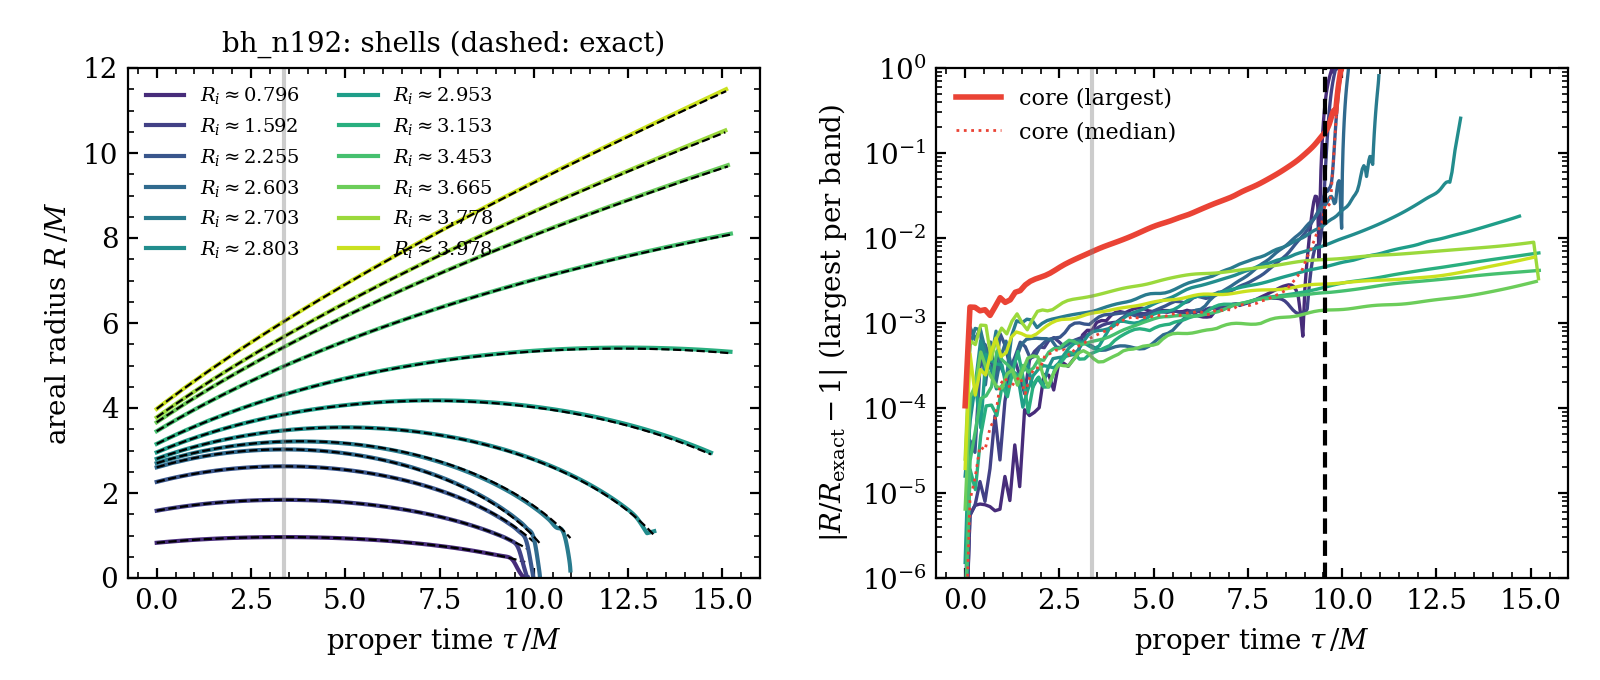 bh_n192: shells (dashed: exact)
areal radius R /M
12
10
8
6
4
2
0
R_i ≈ 0.796
R_i ≈ 1.592
R_i ≈ 2.255
R_i ≈ 2.603
R_i ≈ 2.703
R_i ≈ 2.803
R_i ≈ 2.953
R_i ≈ 3.153
R_i ≈ 3.453
R_i ≈ 3.665
R_i ≈ 3.778
R_i ≈ 3.978
0.0 2.5 5.0 7.5 10.0 12.5 15.0
proper time τ /M
|R/R_exact − 1| (largest per band)
10^0
10^−1
10^−2
10^−3
10^−4
10^−5
10^−6
core (largest)
core (median)
0.0 2.5 5.0 7.5 10.0 12.5 15.0
proper time τ /M